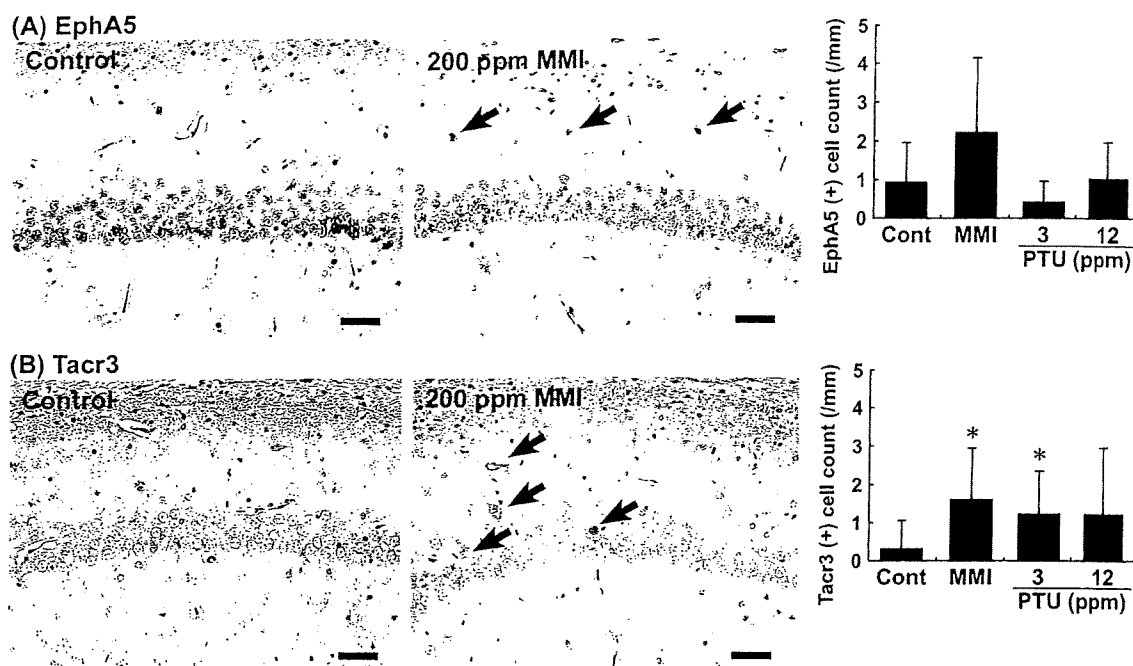 (A) EphA5
Control
200 ppm MMI
EphA5 (+) cell count (/mm)
5
4
3
2
1
0
Cont MMI 3 12
PTU (ppm)
(B) Tacr3
Control
200 ppm MMI
Tacr3 (+) cell count (/mm)
5
4
3
2
1
0
* *
Cont MMI 3 12
PTU (ppm)